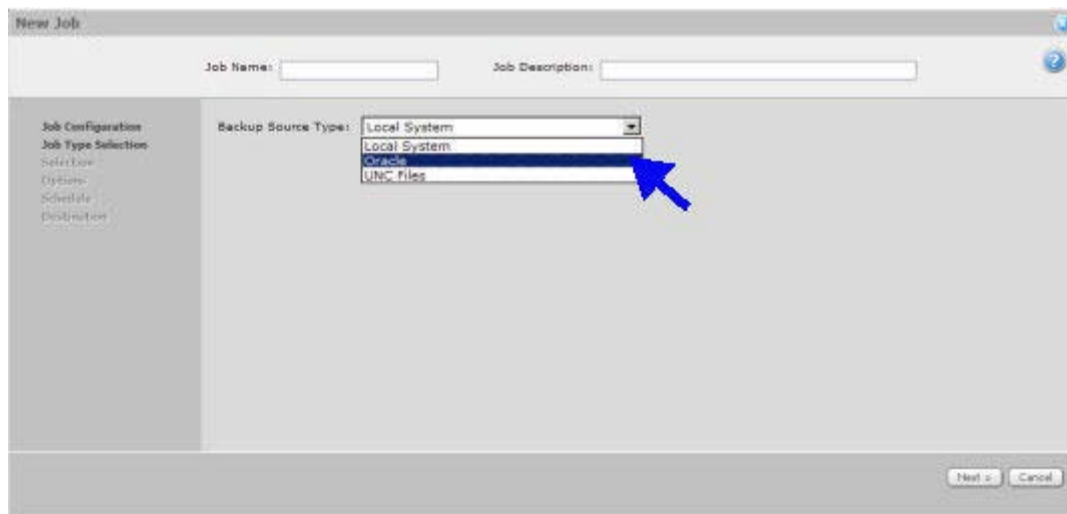 New Job
Job Name:
Job Description:
?
Job Configuration
Job Type Selection
Selection
Options
Schedule
Destination
Backup Source Type:
Local System
Local System
Oracle
UNC Files
Next >
Cancel